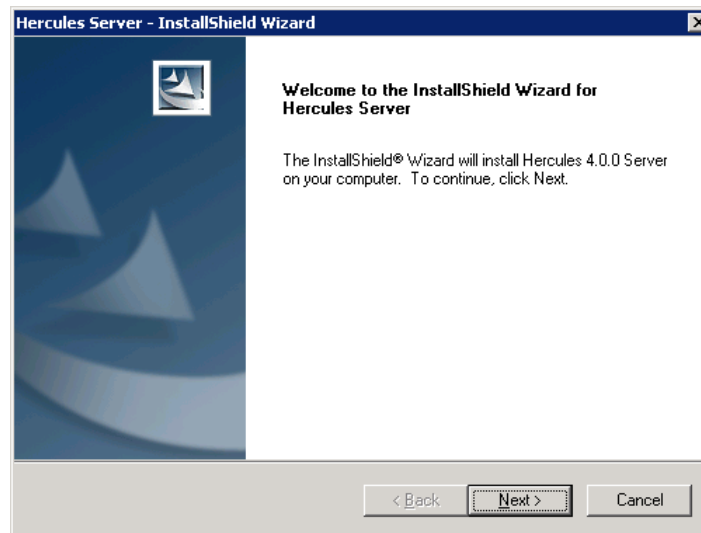 Hercules Server - InstallShield Wizard
Welcome to the InstallShield Wizard for
Hercules Server
The InstallShield® Wizard will install Hercules 4.0.0 Server
on your computer. To continue, click Next.
< Back Next > Cancel